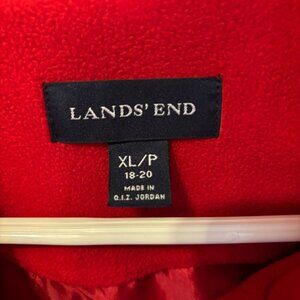 LANDS' END
XL/P
18-20
MADE IN
Q.I.Z. JORDAN